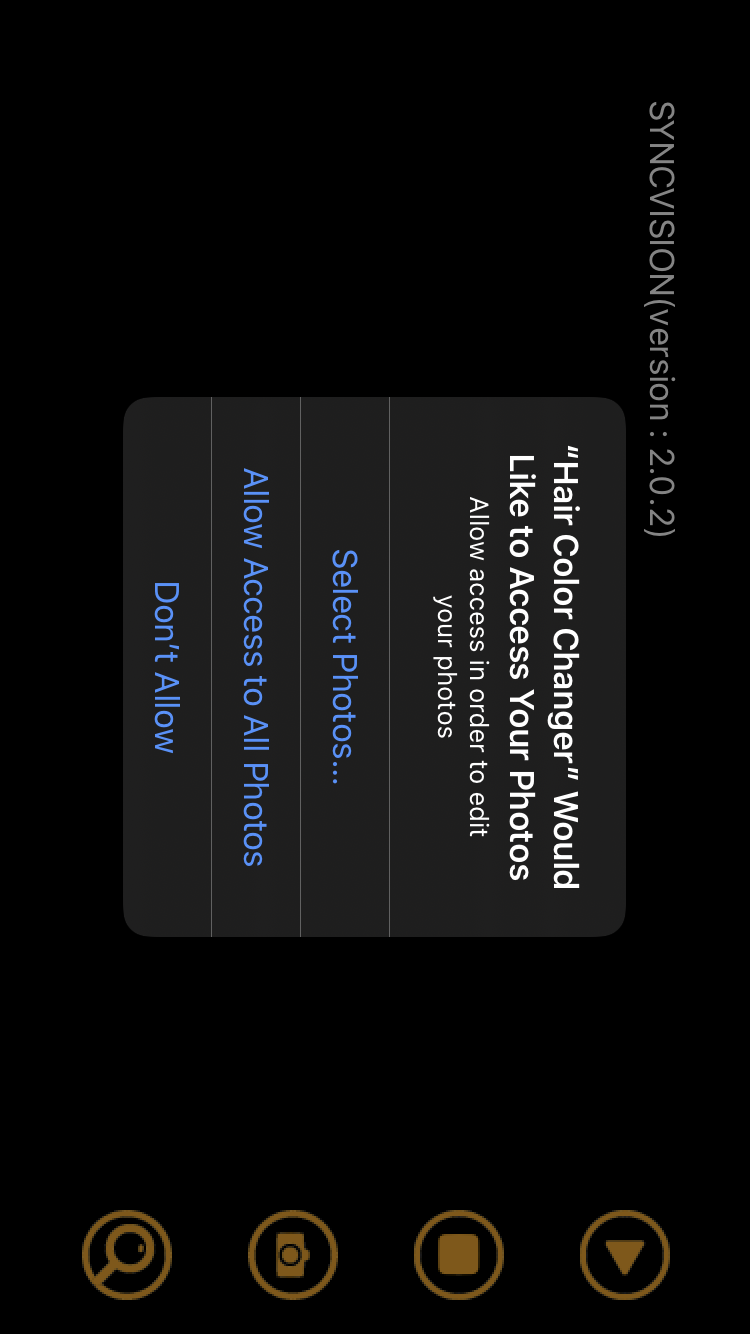 SYNCVISION(version : 2.0.2)
“Hair Color Changer” Would
Like to Access Your Photos
Allow access in order to edit
your photos
Select Photos...
Allow Access to All Photos
Don’t Allow